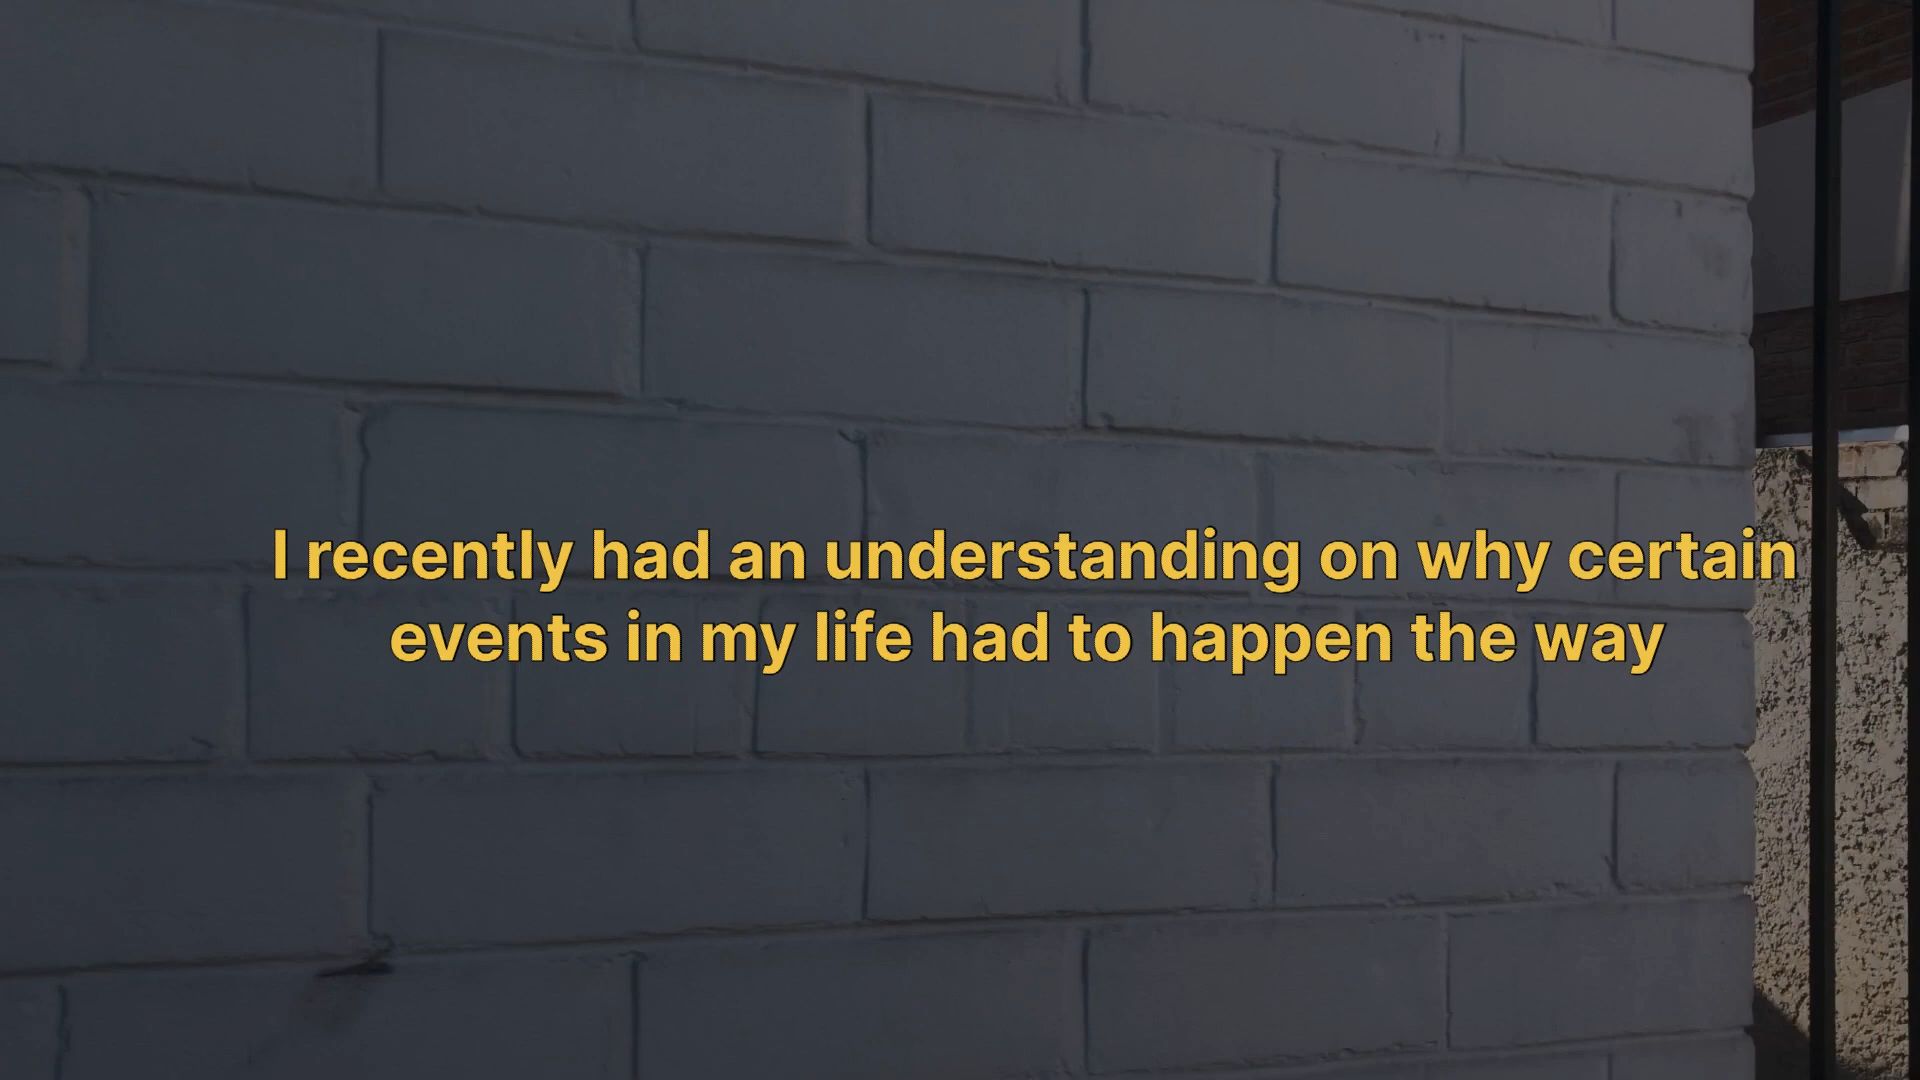 I recently had an understanding on why certain
events in my life had to happen the way